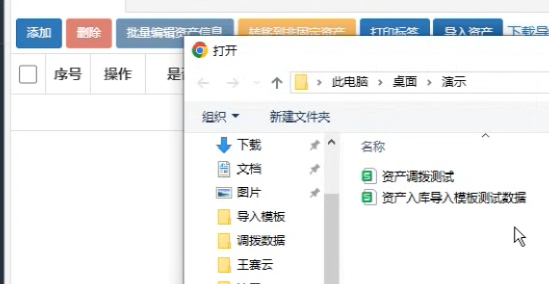 添加 删除 批量编辑资产信息 转移到非固定资产 打印标签 导入资产
打开
序号 操作
此电脑 桌面 演示
组织 新建文件夹
名称
下载
文档
资产调拨测试
图片
资产入库导入模板测试数据
导入模板
调拨数据
王赛云